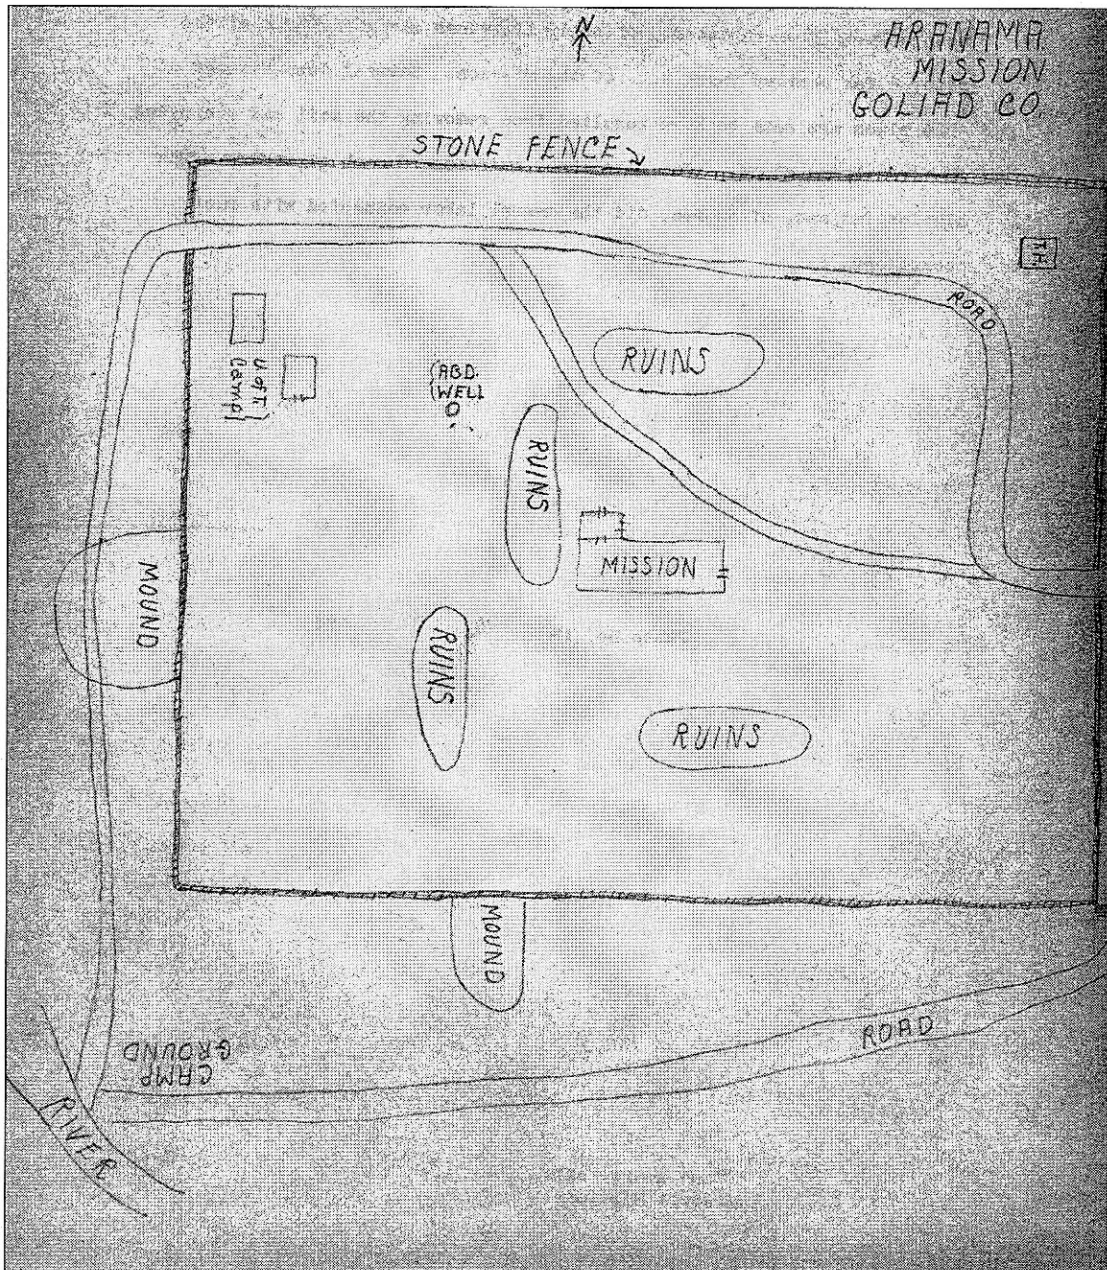 N
ARANAMA
MISSION
GOLIAD CO.
STONE FENCE
T.H
ROAD
RUINS
U of T.
Camp
(ABD.
(WELL
RUINS
MISSION
MOUND
RUINS
RUINS
MOUND
ROAD
CAMP
GROUND
RIVER